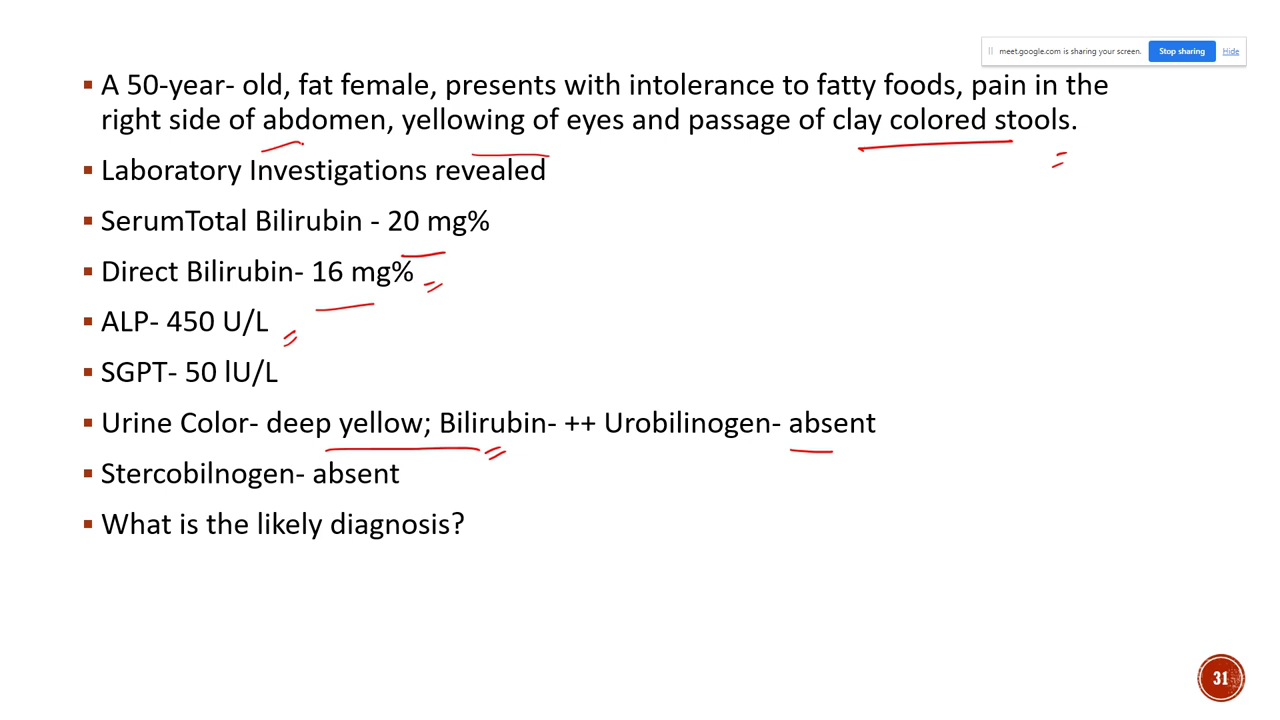 meet.google.com is sharing your screen. Stop sharing Hide
A 50-year- old, fat female, presents with intolerance to fatty foods, pain in the
right side of abdomen, yellowing of eyes and passage of clay colored stools.
Laboratory Investigations revealed
SerumTotal Bilirubin - 20 mg%
Direct Bilirubin- 16 mg%
ALP- 450 U/L
SGPT- 50 lU/L
Urine Color- deep yellow; Bilirubin- ++ Urobilinogen- absent
Stercobilnogen- absent
What is the likely diagnosis?
31